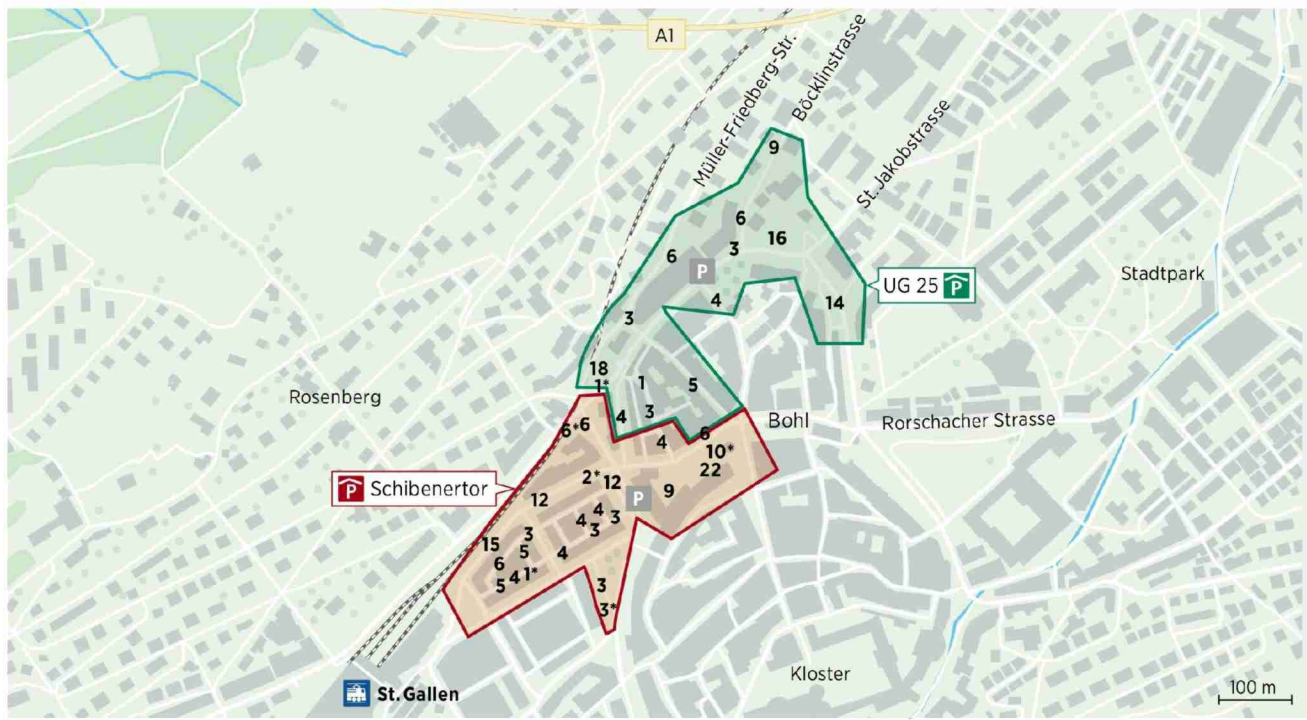 A1
Müller-Friedberg-Str.
Böcklinstrasse
St. Jakobstrasse
9
6
16
3
6
P
4
14
UG 25 P
Stadtpark
3
18
1*
1
5
4
3
Rosenberg
Bohl
Rorschacher Strasse
6* 6
4
6
10*
22
P Schibenertor
2* 12
P
9
12
4
4
3
3
3
15
5
4
6
4 1*
5
3
3*
Kloster
St. Gallen
100 m